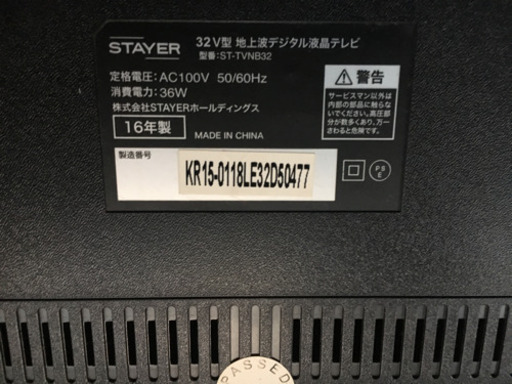 STAYER
32V型 地上波デジタル液晶テレビ
型番：ST-TVNB32
定格電圧：AC100V 50/60Hz
消費電力：36W
株式会社STAYERホールディングス
16年製
MADE IN CHINA
警告
サービスマン以外は
内部の部品に触らな
いでください。高圧部
分が数多くあり、万一
さわると危険です。
製造番号
KR15-0118LE32D50477
P S
E
PASSED